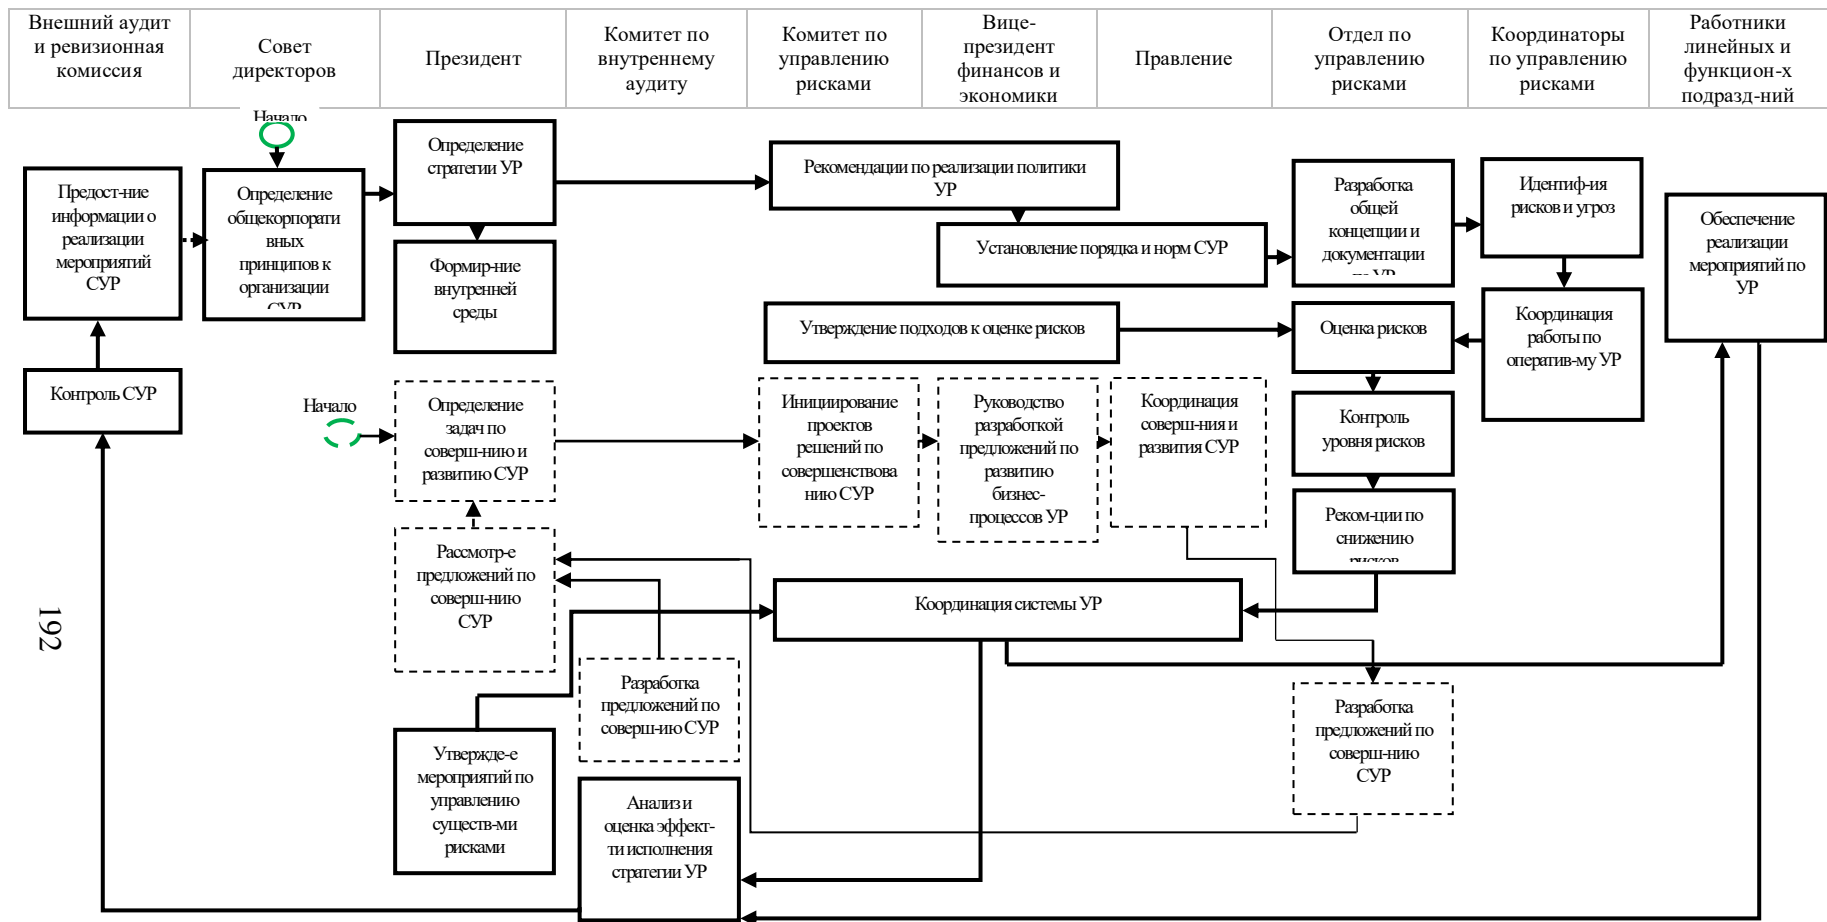 Внешний аудит
и ревизионная
комиссия
Совет
директоров
Президент
Комитет по
внутреннему
аудиту
Комитет по
управлению
рисками
Вице-
президент
финансов и
экономики
Правление
Отдел по
управлению
рисками
Координаторы
по управлению
рисками
Работники
линейных и
функцион-х
подразд-ний
Начало
Предост-ние
информации о
реализации
мероприятий
СУР
Определение
общекорпорати
вных
принципов к
организации
СУР
Определение
стратегии УР
Формир-ние
внутренней
среды
Рекомендации по реализации политики
УР
Установление порядка и норм СУР
Разработка
общей
концепции и
документации
по УР
Идентиф-ия
рисков и угроз
Обеспечение
реализации
мероприятий по
УР
Утверждение подходов к оценке рисков
Оценка рисков
Координация
работы по
оператив-му УР
Контроль СУР
Начало
Определение
задач по
соверш-нию и
развитию СУР
Инициирование
проектов
решений по
совершенствова
нию СУР
Руководство
разработкой
предложений по
развитию
бизнес-
процессов УР
Координация
соверш-ния и
развития СУР
Контроль
уровня рисков
Реком-ции по
снижению
рисков
Рассмотр-е
предложений по
соверш-нию
СУР
Координация системы УР
192
Разработка
предложений по
соверш-ию СУР
Разработка
предложений по
соверш-нию
СУР
Утвержде-е
мероприятий по
управлению
существ-ми
рисками
Анализ и
оценка эффект-
ти исполнения
стратегии УР